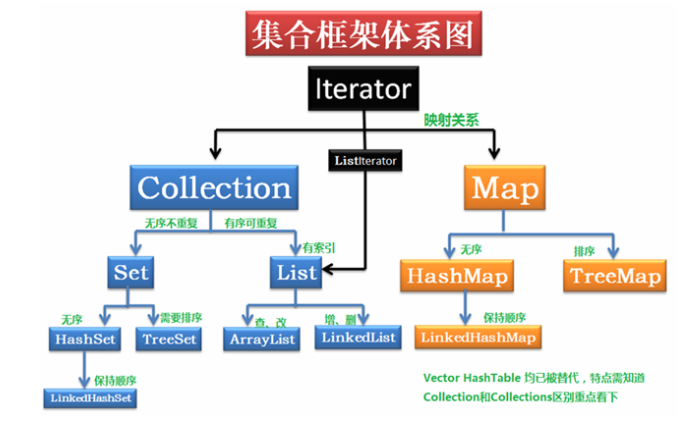 集合框架体系图
Iterator
映射关系
ListIterator
Collection
Map
无序不重复
有序可重复
有索引
无序
排序
Set
List
HashMap
TreeMap
无序
需要排序
查、改
增、删
保持顺序
HashSet
TreeSet
ArrayList
LinkedList
LinkedHashMap
保持顺序
LinkedHashSet
Vector HashTable 均已被替代，特点需知道
Collection和Collections区别重点看下